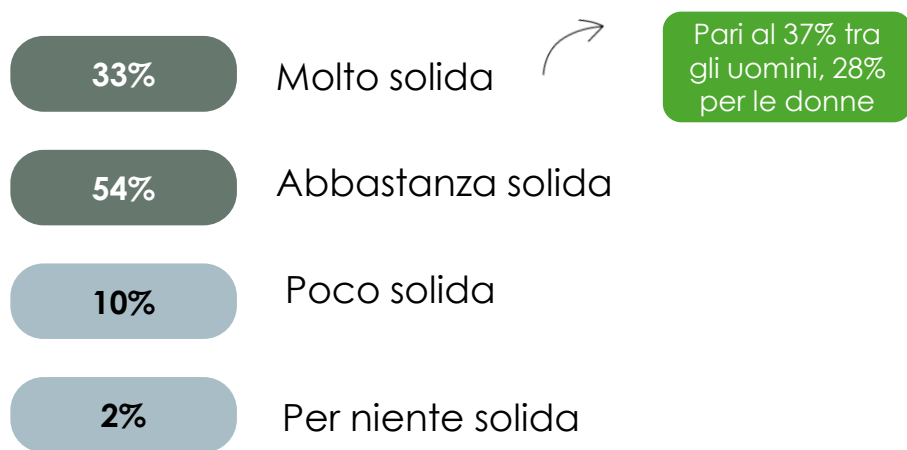 33% Molto solida
Pari al 37% tra
gli uomini, 28%
per le donne
54% Abbastanza solida
10% Poco solida
2% Per niente solida